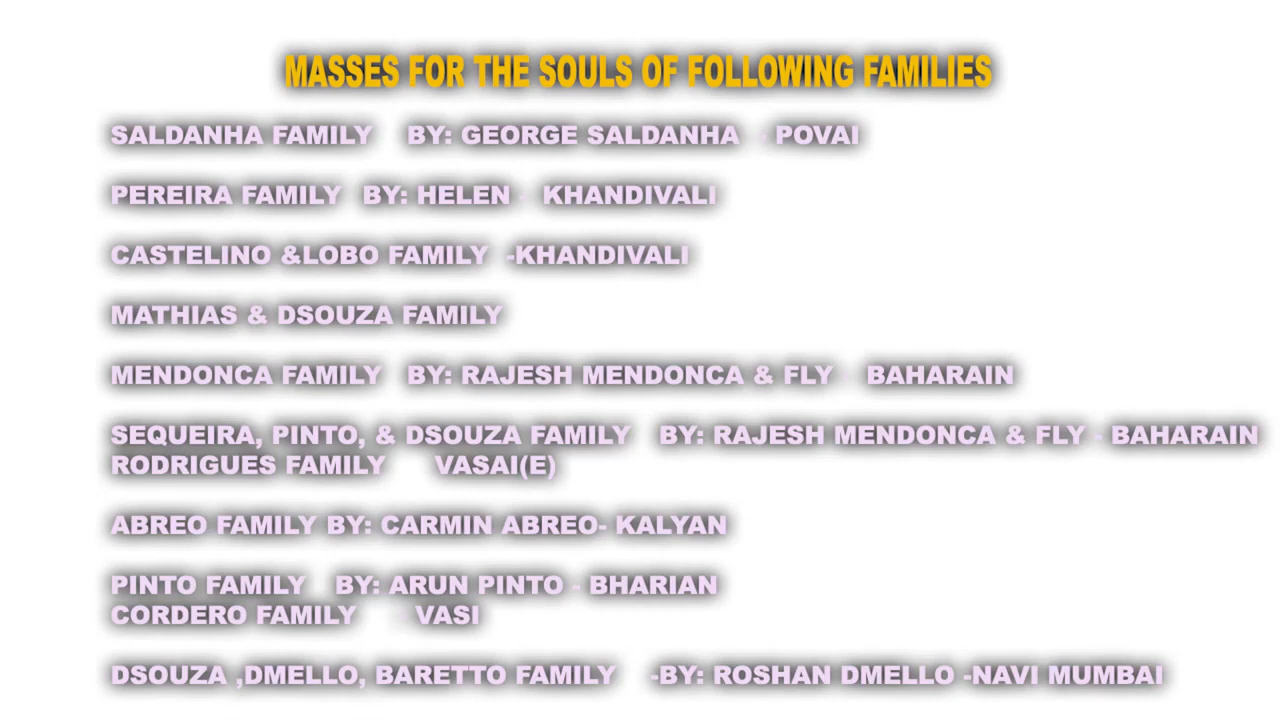 MASSES FOR THE SOULS OF FOLLOWING FAMILIES
SALDANHA FAMILY BY: GEORGE SALDANHA - POVAI
PEREIRA FAMILY BY: HELEN - KHANDIVALI
CASTELINO &LOBO FAMILY -KHANDIVALI
MATHIAS & DSOUZA FAMILY
MENDONCA FAMILY BY: RAJESH MENDONCA & FLY - BAHARAIN
SEQUEIRA, PINTO, & DSOUZA FAMILY BY: RAJESH MENDONCA & FLY - BAHARAIN
RODRIGUES FAMILY VASAI(E)
ABREO FAMILY BY: CARMIN ABREO- KALYAN
PINTO FAMILY BY: ARUN PINTO - BHARIAN
CORDERO FAMILY VASI
DSOUZA ,DMELLO, BARETTO FAMILY -BY: ROSHAN DMELLO -NAVI MUMBAI